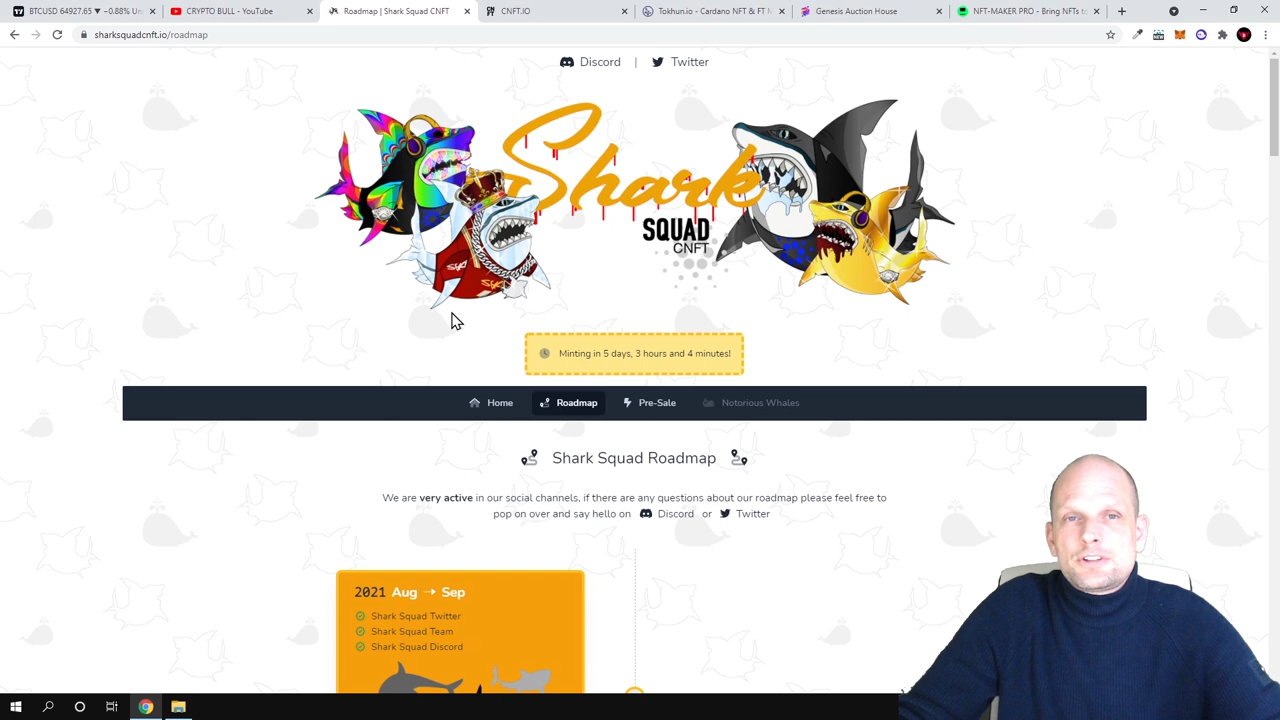 BTCUSD 64927.65 ▼ −0.88% Un
CRYPTO BULL - YouTube
Roadmap | Shark Squad CNFT
CNFT.IO
Tokhun.io - Cardano NFT & FT M
Genesis Auction House
NFT-MAKER PRO - Bring NFTs to
sharksquadcnft.io/roadmap
Discord | Twitter
Shark
SQUAD
CNFT
Minting in 5 days, 3 hours and 4 minutes!
Home Roadmap Pre-Sale Notorious Whales
Shark Squad Roadmap
We are very active in our social channels, if there are any questions about our roadmap please feel free to
pop on over and say hello on Discord or Twitter
2021 Aug → Sep
Shark Squad Twitter
Shark Squad Team
Shark Squad Discord